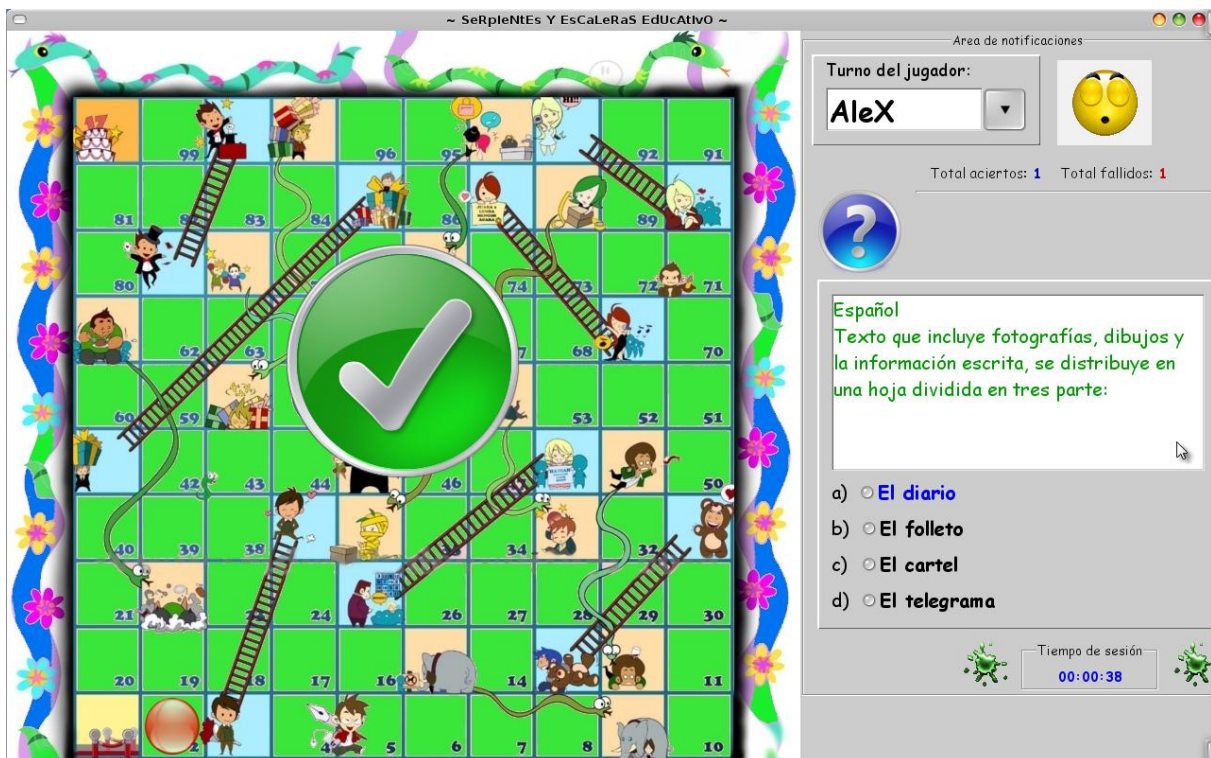 ~ SeRpIeNtEs Y EsCaLeRaS EdUcAtIvO ~
Area de notificaciones
Turno del jugador:
AleX
Total aciertos: 1 Total fallidos: 1
Español
Texto que incluye fotografías, dibujos y
la información escrita, se distribuye en
una hoja dividida en tres parte:
a) El diario
b) El folleto
c) El cartel
d) El telegrama
Tiempo de sesión
00:00:38
99 96 95 92 91
81 83 84 86 89
80 74 73 72 71
62 63 68 70
60 59 53 52 51
42 43 44 46 50
40 39 38 34 32
21 24 26 27 28 29 30
20 19 18 17 16 14 11
2 4 5 6 7 8 10